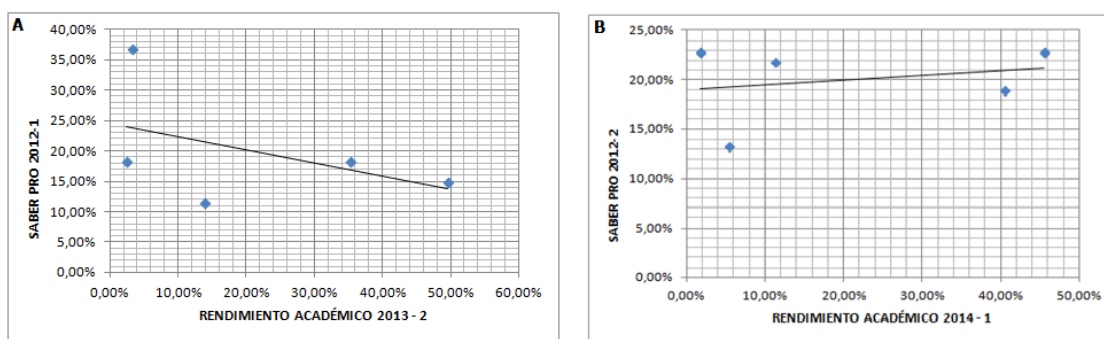 A
SABER PRO 2012-1
40,00%
35,00%
30,00%
25,00%
20,00%
15,00%
10,00%
5,00%
0,00%
0,00% 10,00% 20,00% 30,00% 40,00% 50,00% 60,00%
RENDIMIENTO ACADÉMICO 2013 - 2
B
SABER PRO 2012- 2
25,00%
20,00%
15,00%
10,00%
5,00%
0,00%
0,00% 10,00% 20,00% 30,00% 40,00% 50,00%
RENDIMIENTO ACADÉMICO 2014 - 1